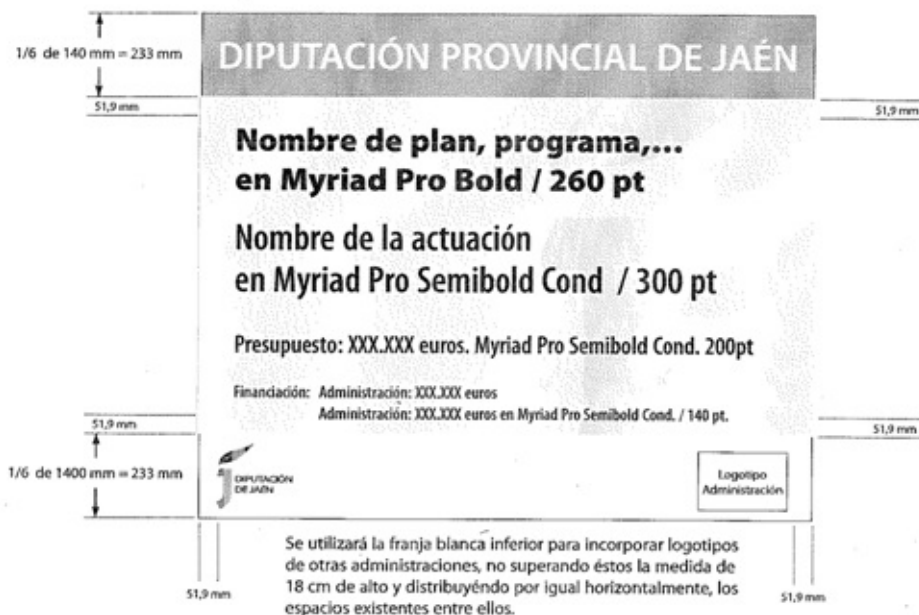 1/6 de 140 mm = 233 mm
DIPUTACIÓN PROVINCIAL DE JAÉN
51,9 mm
51,9 mm
Nombre de plan, programa,...
en Myriad Pro Bold / 260 pt
Nombre de la actuación
en Myriad Pro Semibold Cond / 300 pt
Presupuesto: XXX.XXX euros. Myriad Pro Semibold Cond. 200pt
Financiación: Administración: XXX.XXX euros
Administración: XXX.XXX euros en Myriad Pro Semibold Cond. / 140 pt.
51,9 mm
51,9 mm
1/6 de 1400 mm = 233 mm
DIPUTACIÓN
DE JAÉN
Logotipo
Administración
Se utilizará la franja blanca inferior para incorporar logotipos
de otras administraciones, no superando éstos la medida de
18 cm de alto y distribuyéndo por igual horizontalmente, los
espacios existentes entre ellos.
51,9 mm
51,9 mm